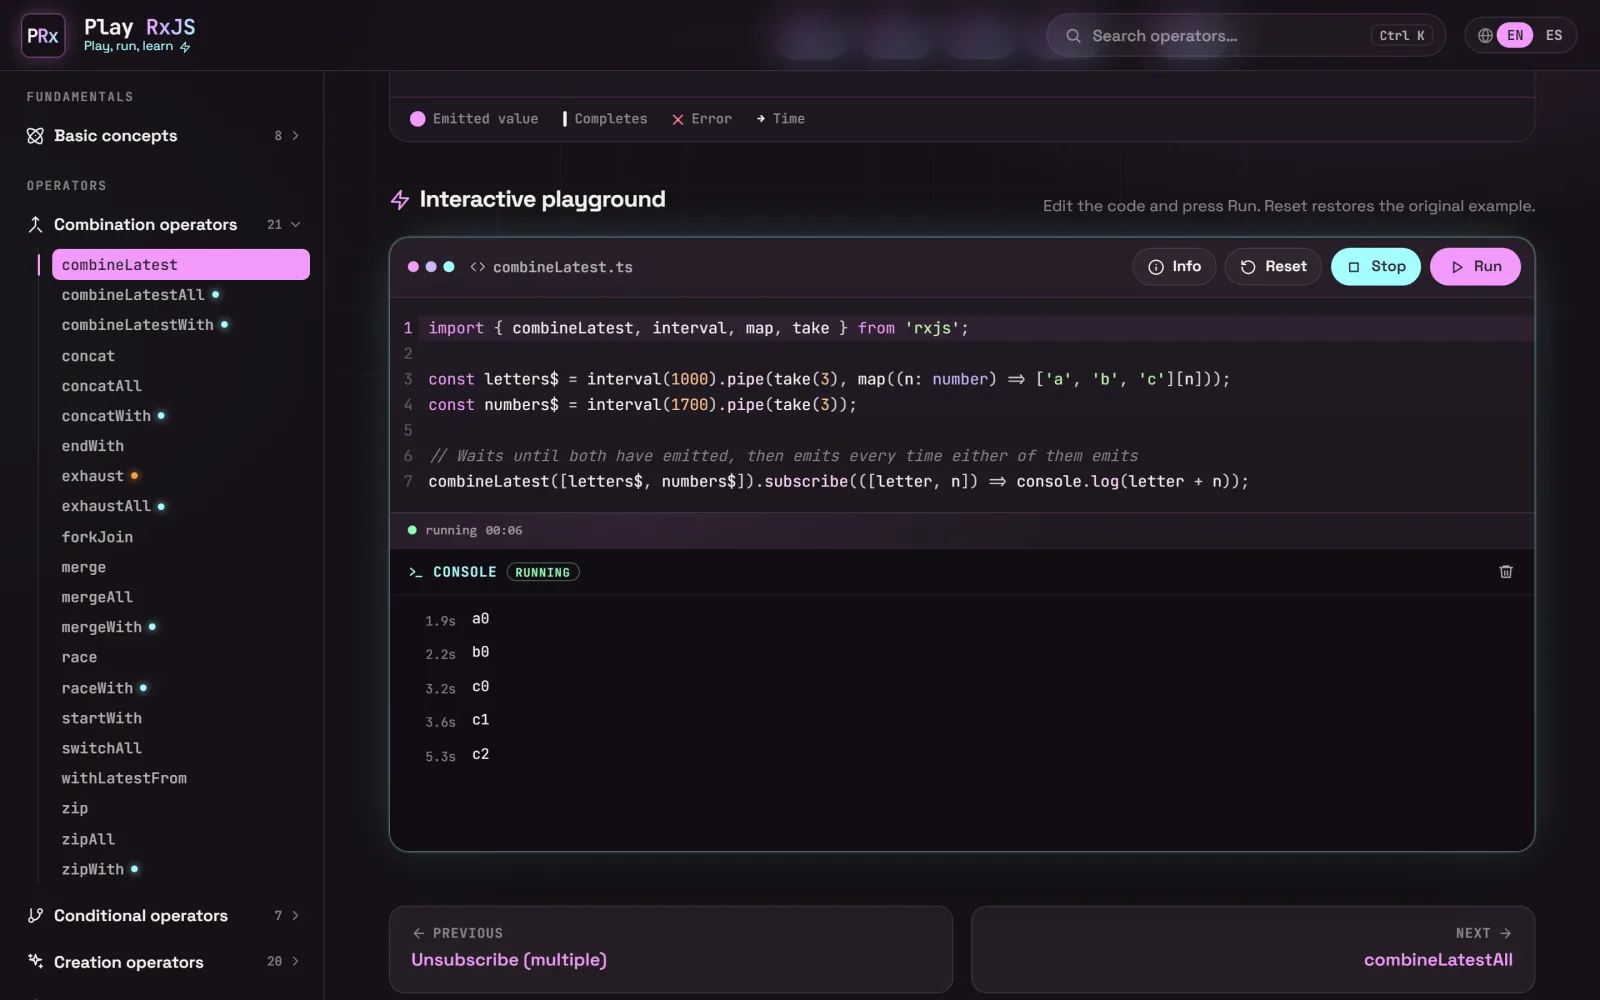 PRx
Play RxJS
Play, run, learn
Search operators...
Ctrl K
EN
ES
FUNDAMENTALS
Basic concepts
8
OPERATORS
Combination operators
21
combineLatest
combineLatestAll
combineLatestWith
concat
concatAll
concatWith
endWith
exhaust
exhaustAll
forkJoin
merge
mergeAll
mergeWith
race
raceWith
startWith
switchAll
withLatestFrom
zip
zipAll
zipWith
Conditional operators
7
Creation operators
20
Emitted value
Completes
Error
Time
Interactive playground
Edit the code and press Run. Reset restores the original example.
<> combineLatest.ts
Info
Reset
Stop
Run
1 import { combineLatest, interval, map, take } from 'rxjs';
2
3 const letters$ = interval(1000).pipe(take(3), map((n: number) => ['a', 'b', 'c'][n]));
4 const numbers$ = interval(1700).pipe(take(3));
5
6 // Waits until both have emitted, then emits every time either of them emits
7 combineLatest([letters$, numbers$]).subscribe(([letter, n]) => console.log(letter + n));
running 00:06
>_ CONSOLE
RUNNING
1.9s a0
2.2s b0
3.2s c0
3.6s c1
5.3s c2
← PREVIOUS
Unsubscribe (multiple)
NEXT →
combineLatestAll